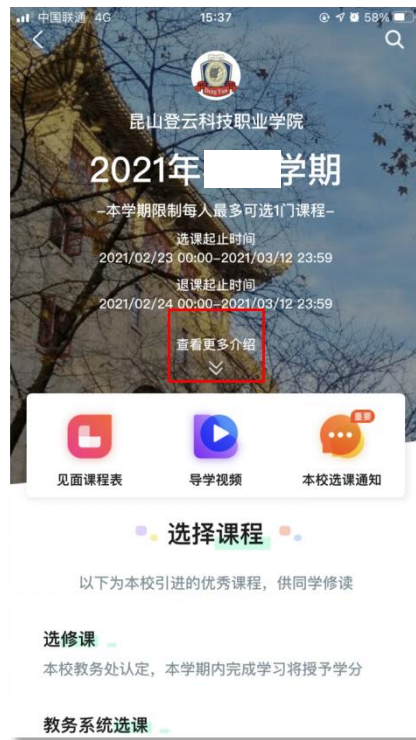 中国联通 4G 15:37 58%
昆山登云科技职业学院
2021年 学期
-本学期限制每人最多可选1门课程-
选课起止时间
2021/02/23 00:00-2021/03/12 23:59
退课起止时间
2021/02/24 00:00-2021/03/12 23:59
查看更多介绍
重要
见面课程表 导学视频 本校选课通知
选择课程
以下为本校引进的优秀课程，供同学修读
选修课
本校教务处认定，本学期内完成学习将授予学分
教务系统选课